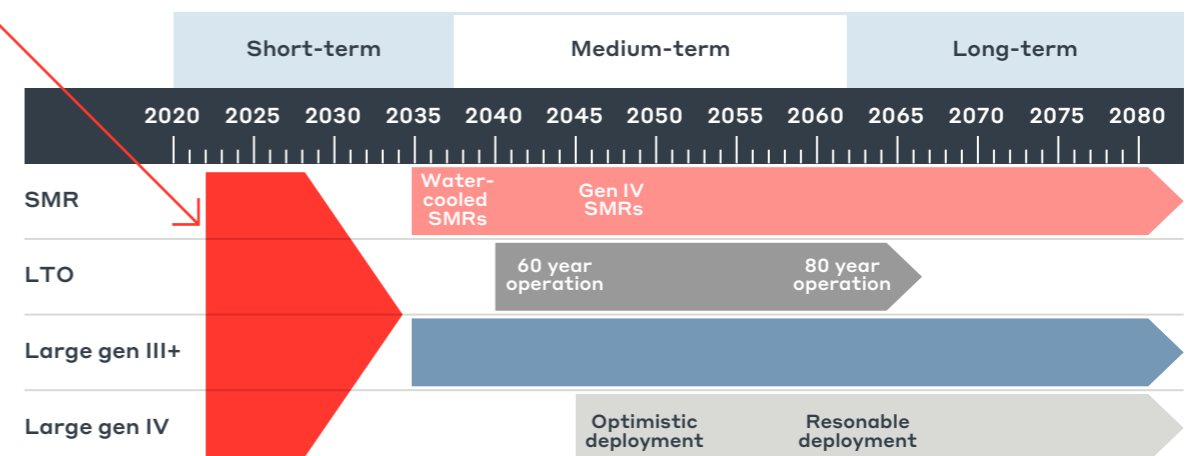 Short-term Medium-term Long-term
2020 2025 2030 2035 2040 2045 2050 2055 2060 2065 2070 2075 2080
SMR
Water-
cooled
SMRs
Gen IV
SMRs
LTO
60 year
operation
80 year
operation
Large gen III+
Large gen IV
Optimistic
deployment
Resonable
deployment